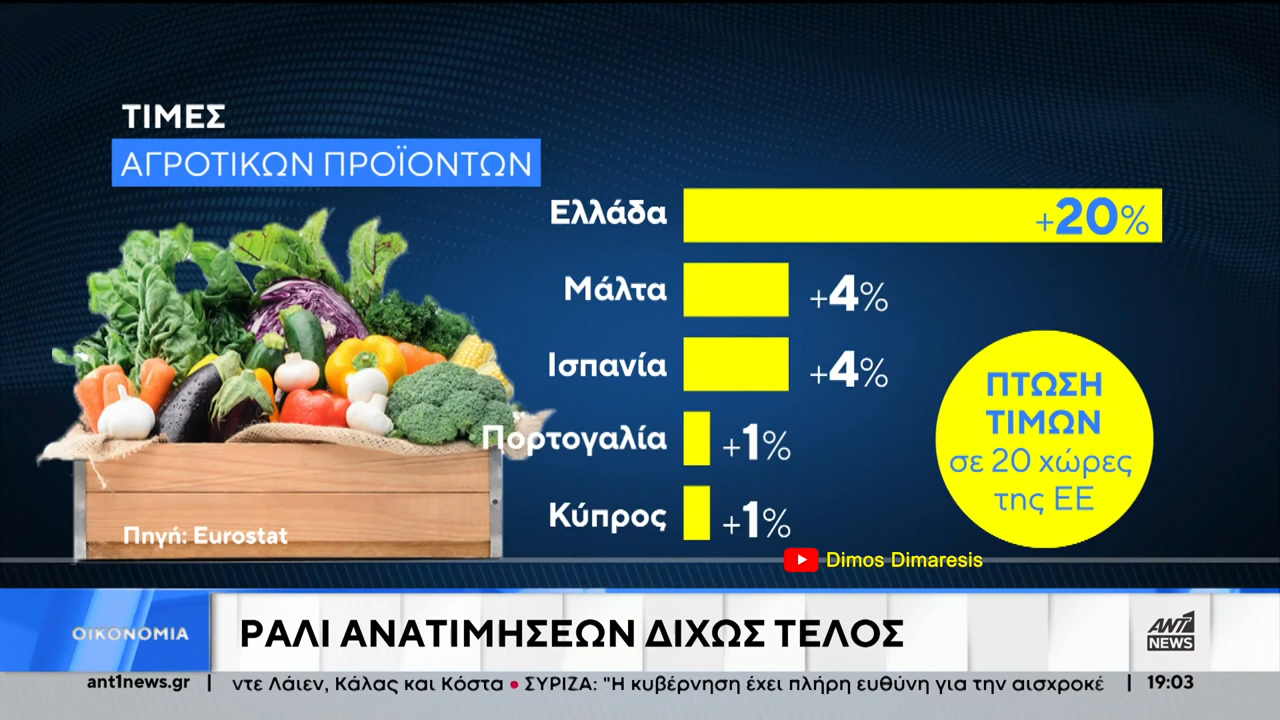 ΤΙΜΕΣ
ΑΓΡΟΤΙΚΩΝ ΠΡΟΪΟΝΤΩΝ
Ελλάδα +20%
Μάλτα +4%
Ισπανία +4%
Πορτογαλία +1%
Κύπρος +1%
ΠΤΩΣΗ
ΤΙΜΩΝ
σε 20 χώρες
της ΕΕ
Πηγή: Eurostat
Dimos Dimaresis
ΟΙΚΟΝΟΜΙΑ
ΡΑΛΙ ΑΝΑΤΙΜΗΣΕΩΝ ΔΙΧΩΣ ΤΕΛΟΣ
ΑΝΤ1
NEWS
ant1news.gr | ντε Λάιεν, Κάλας και Κόστα • ΣΥΡΙΖΑ: "Η κυβέρνηση έχει πλήρη ευθύνη για την αισχροκέ | 19:03